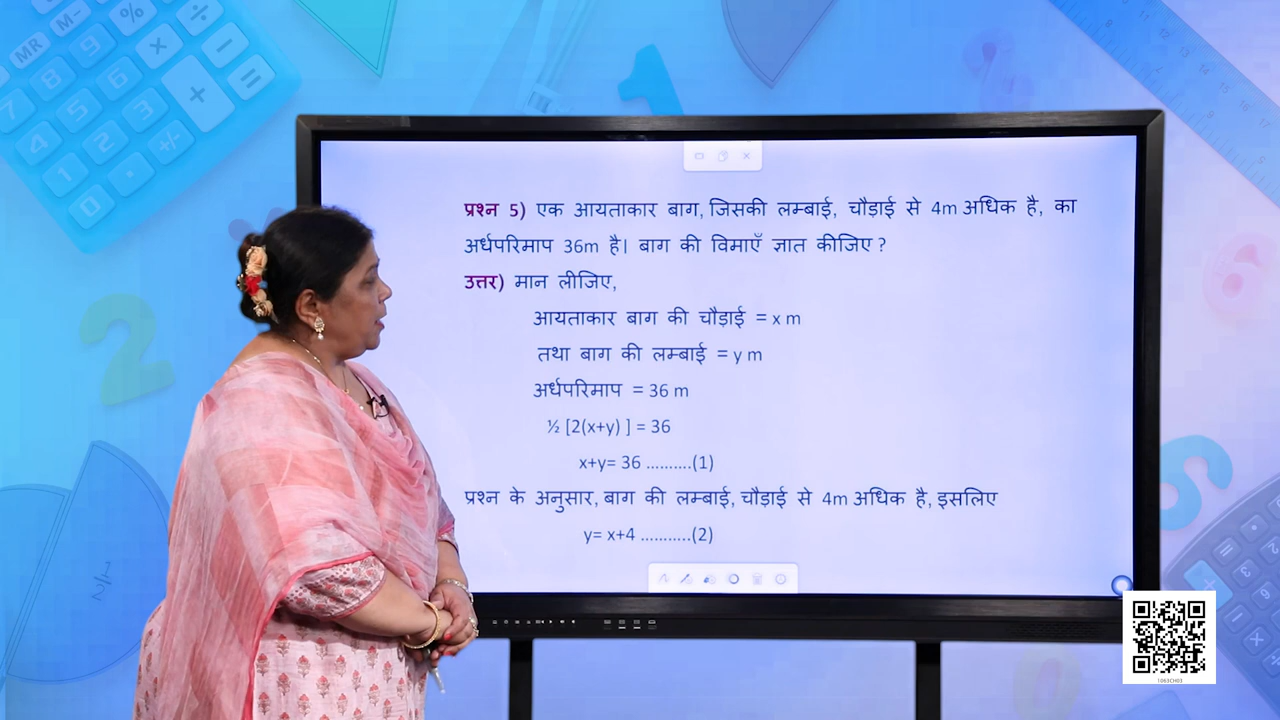 प्रश्न 5) एक आयताकार बाग, जिसकी लम्बाई, चौड़ाई से 4m अधिक है, का
अर्धपरिमाप 36m है। बाग की विमाएँ ज्ञात कीजिए ?
उत्तर) मान लीजिए,
आयताकार बाग की चौड़ाई = x m
तथा बाग की लम्बाई = y m
अर्धपरिमाप = 36 m
½ [2(x+y) ] = 36
x+y= 36 ..........(1)
प्रश्न के अनुसार, बाग की लम्बाई, चौड़ाई से 4m अधिक है, इसलिए
y= x+4 ...........(2)
1063CH03